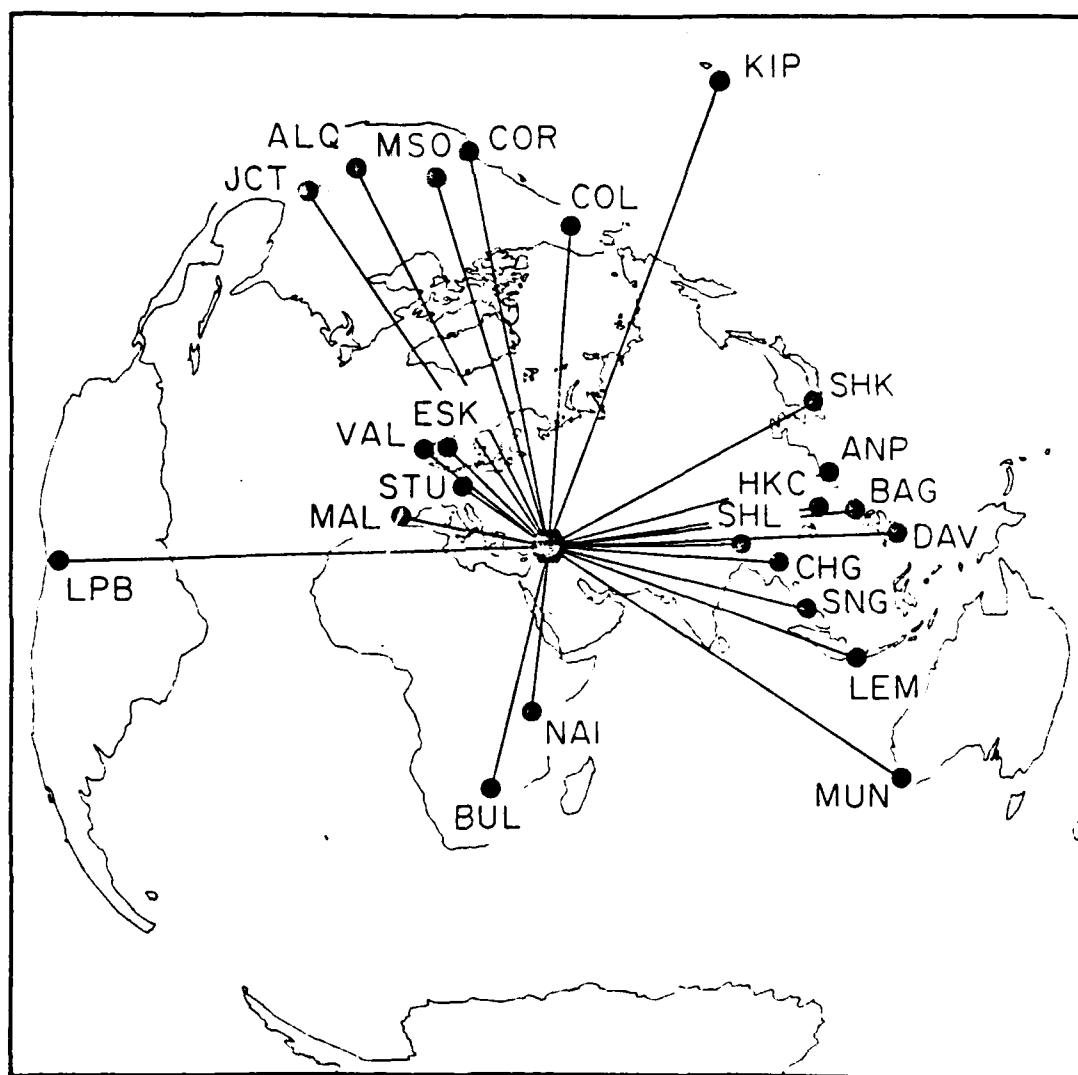 KIP
ALQ
MSO
COR
JCT
COL
SHK
ESK
VAL
ANP
STU
HKC
BAG
MAL
SHL
DAV
LPB
CHG
SNG
LEM
NAI
MUN
BUL